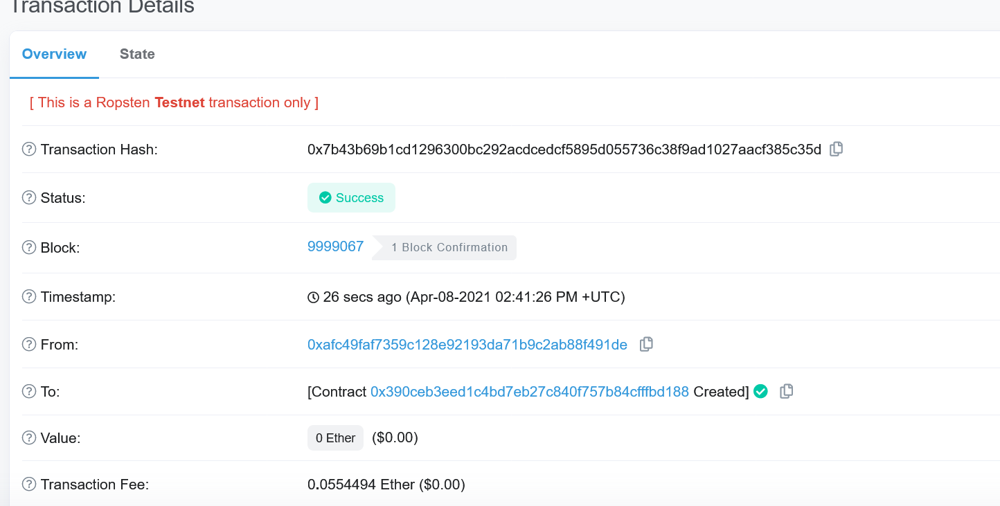 Transaction Details
Overview State
[ This is a Ropsten Testnet transaction only ]
Transaction Hash: 0x7b43b69b1cd1296300bc292acdcedcf5895d055736c38f9ad1027aacf385c35d
Status: Success
Block: 9999067 1 Block Confirmation
Timestamp: 26 secs ago (Apr-08-2021 02:41:26 PM +UTC)
From: 0xafc49faf7359c128e92193da71b9c2ab88f491de
To: [Contract 0x390ceb3eed1c4bd7eb27c840f757b84cfffbd188 Created]
Value: 0 Ether ($0.00)
Transaction Fee: 0.0554494 Ether ($0.00)